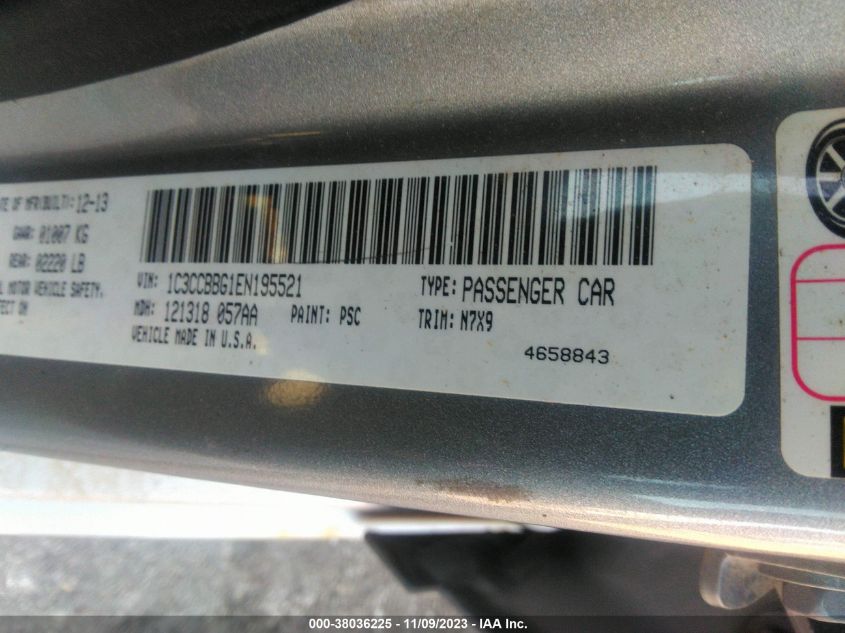 ATE OF MFR/BUILT): 12-13
GAWR: 01007 KG
REAR: 02220 LB
L MOTOR VEHICLE SAFETY.
FECT ON
VIN: 1C3CCBBG1EN195521
TYPE: PASSENGER CAR
MDH: 121318 057AA PAINT: PSC TRIM: N7X9
VEHICLE MADE IN U.S.A.
4658843
000-38036225 - 11/09/2023 - IAA Inc.